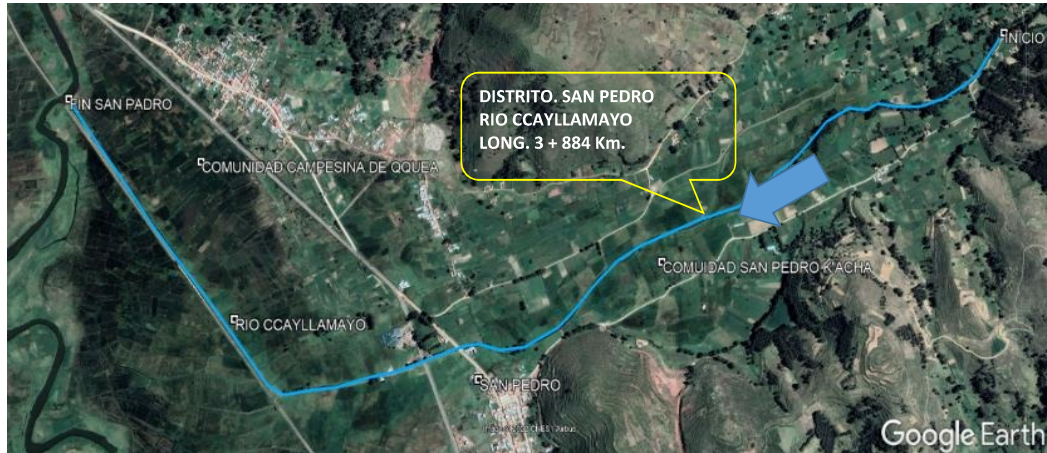 INICIO
DISTRITO. SAN PEDRO
RIO CCAYLLAMAYO
LONG. 3 + 884 Km.
FIN SAN PADRO
COMUNIDAD CAMPESINA DE QQUEA
COMUIDAD SAN PEDRO K'ACHA
RIO CCAYLLAMAYO
SAN PEDRO
Google Earth